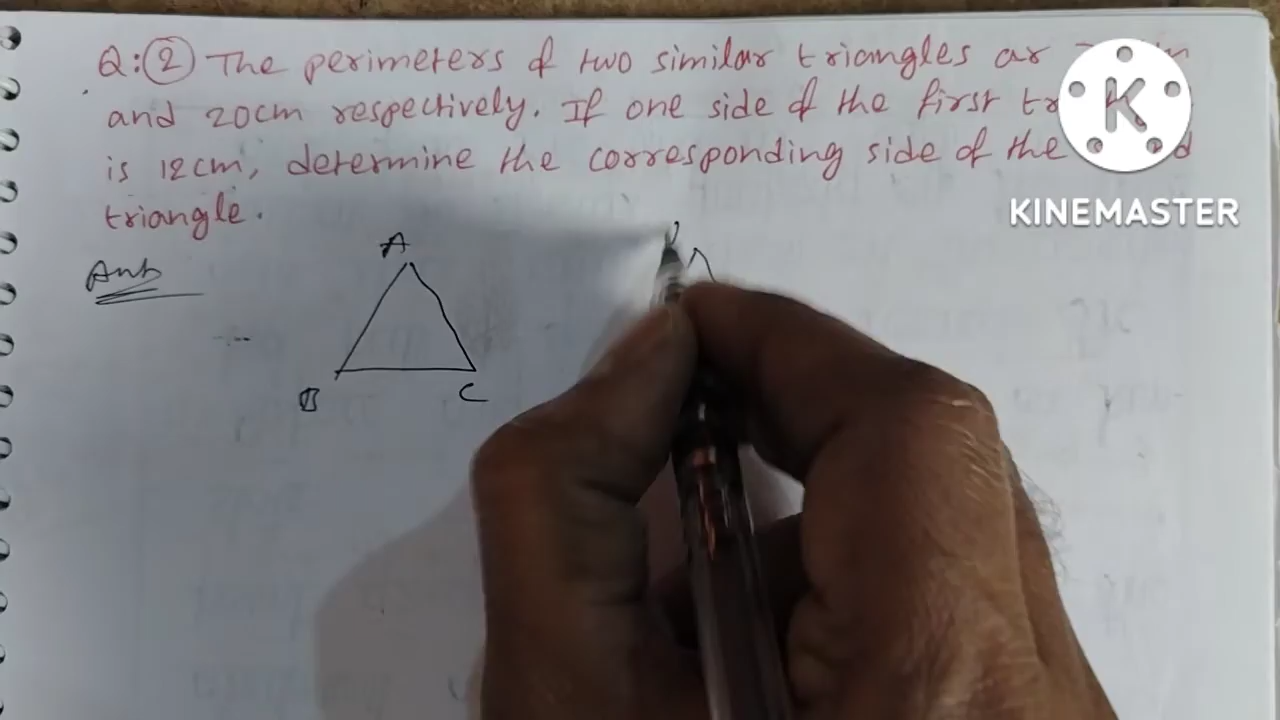 Q: 2 The perimeters of two similar triangles ar
and 20cm respectively. If one side of the first
is 12cm, determine the corresponding side of the
triangle.
Ans
A
B C
K
KINEMASTER